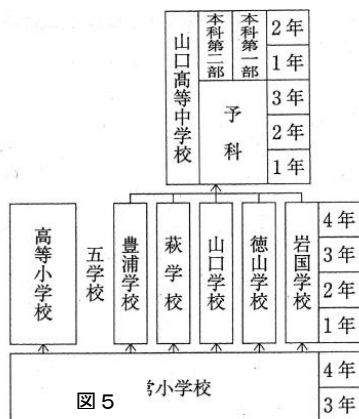 山口高等中学校
本科第二部
本科第一部
2年
1年
予科
3年
2年
1年
高等小学校
五学校
豊浦学校
萩学校
山口学校
徳山学校
岩国学校
4年
3年
2年
1年
常小学校
4年
3年
図5